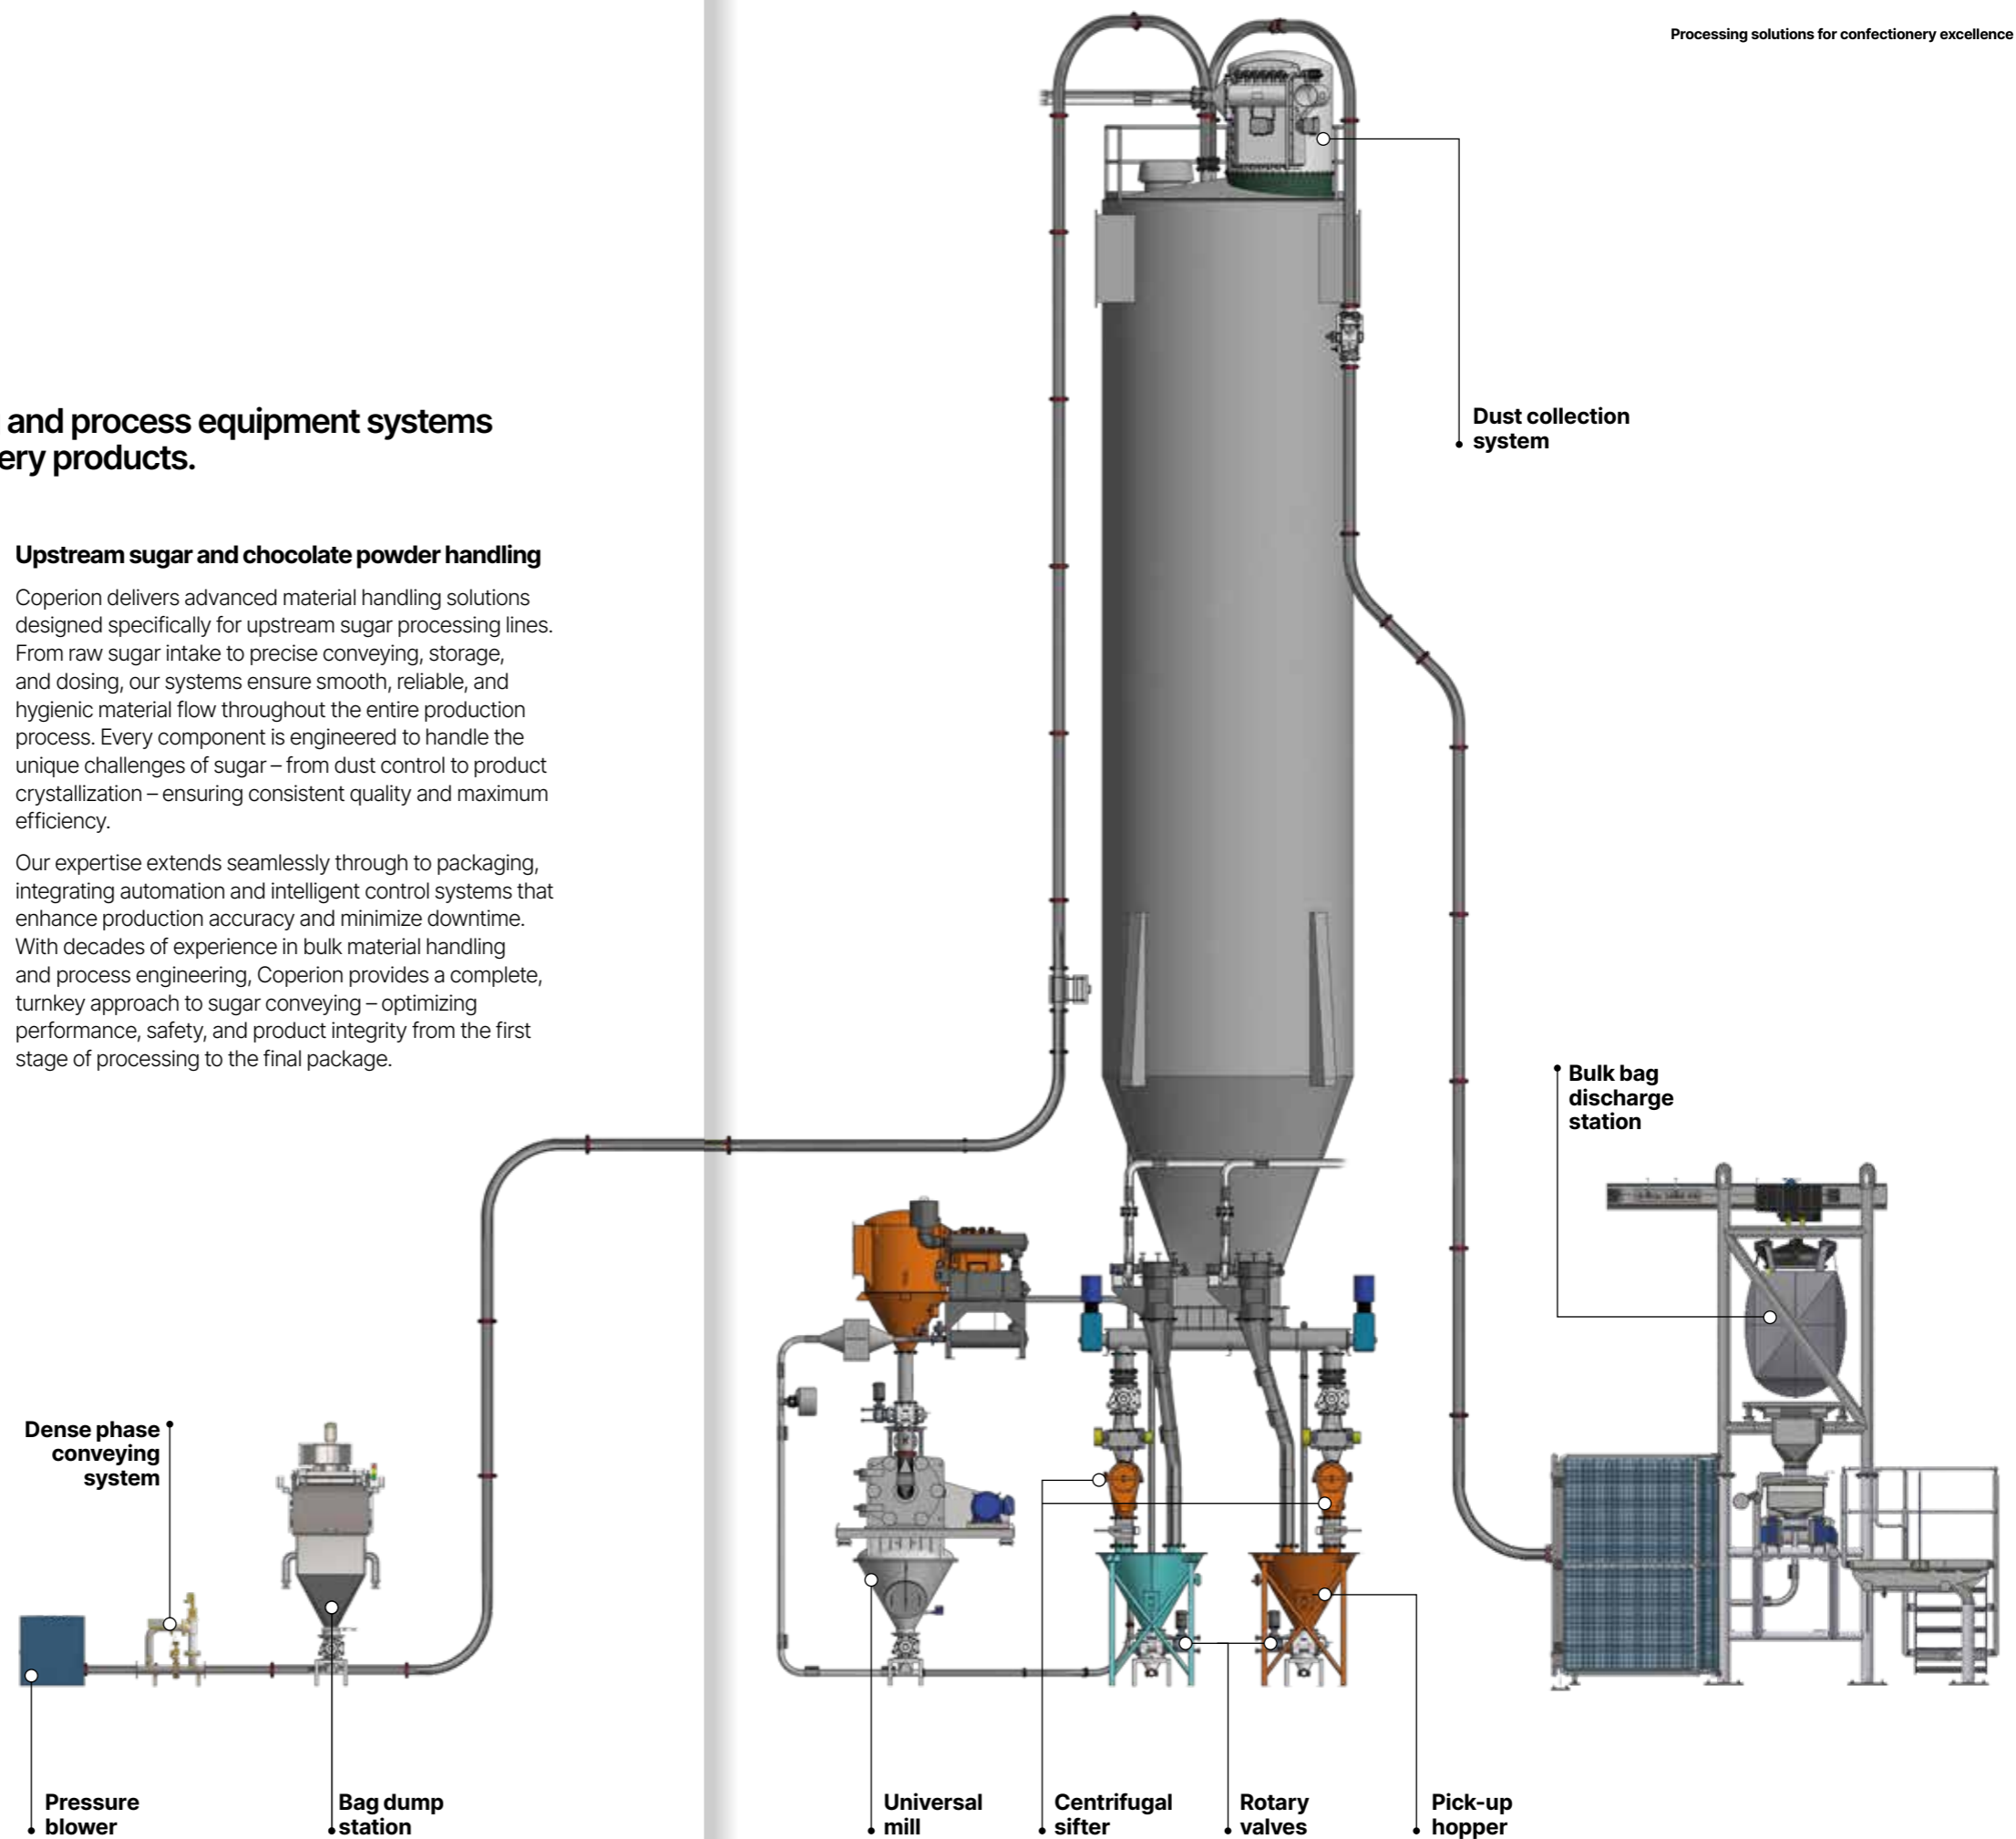 Processing solutions for confectionery excellence
and process equipment systems
ery products.
Upstream sugar and chocolate powder handling
Coperion delivers advanced material handling solutions
designed specifically for upstream sugar processing lines.
From raw sugar intake to precise conveying, storage,
and dosing, our systems ensure smooth, reliable, and
hygienic material flow throughout the entire production
process. Every component is engineered to handle the
unique challenges of sugar – from dust control to product
crystallization – ensuring consistent quality and maximum
efficiency.
Our expertise extends seamlessly through to packaging,
integrating automation and intelligent control systems that
enhance production accuracy and minimize downtime.
With decades of experience in bulk material handling
and process engineering, Coperion provides a complete,
turnkey approach to sugar conveying – optimizing
performance, safety, and product integrity from the first
stage of processing to the final package.
Dust collection
system
Bulk bag
discharge
station
Dense phase
conveying
system
Pressure
blower
Bag dump
station
Universal
mill
Centrifugal
sifter
Rotary
valves
Pick-up
hopper